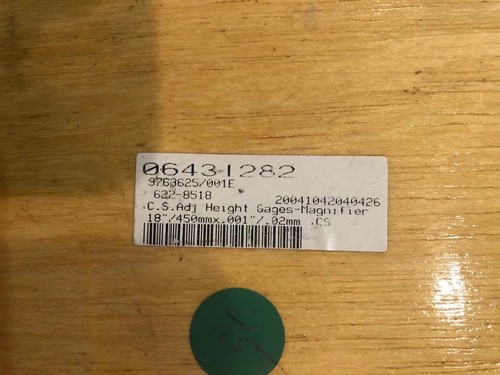 06431282
9763625/001E
622-8518
20041042040426
C.S.Adj Height Gages-Magnifier
18"/450mmx.001"/.02mm .CS